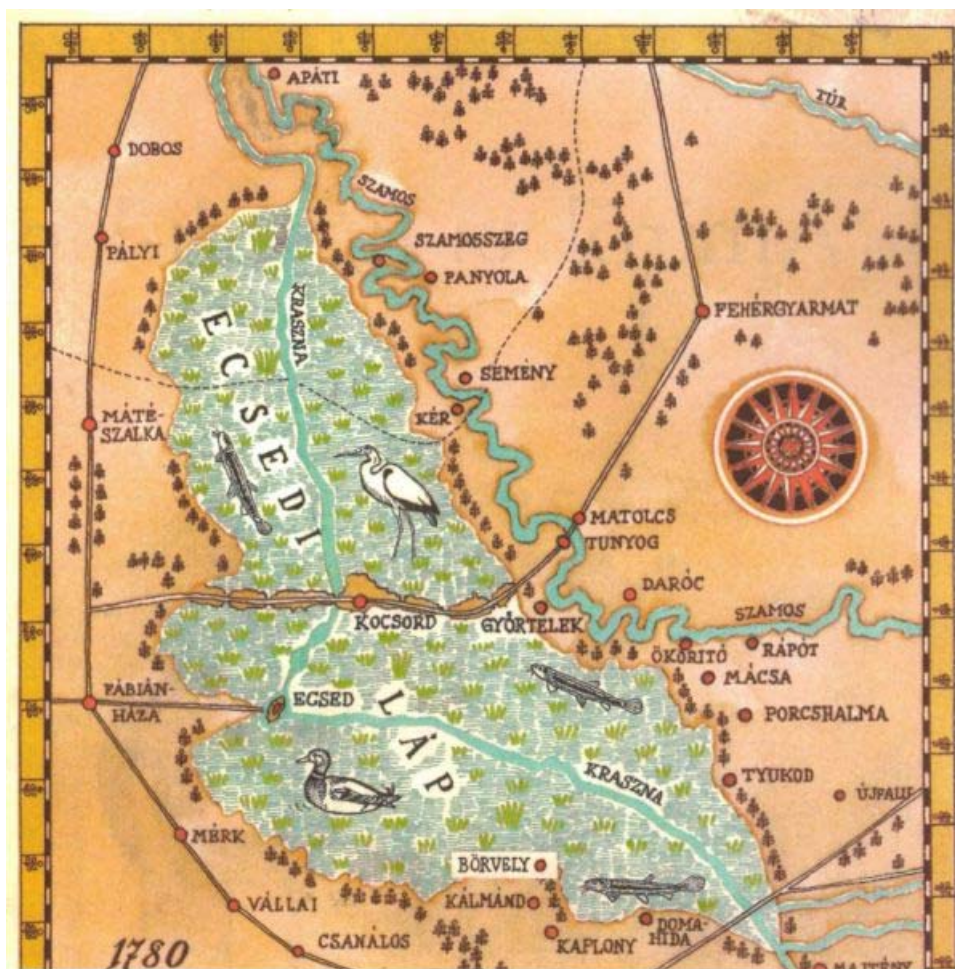 APÁTI
TÚR
DOBOS
SZAMOS
SZAMOSSZEG
PÁLYI
PANYOLA
KRASZNA
FEHÉRGYARMAT
ECSEDI
SEMÉNY
KÉR
MÁTÉ-
SZALKA
MATOLCS
TUNYOG
DARÓC
SZAMOS
KOCSORD
GYÖRTELEK
ÖKÖRITÓ
RÁPÓT
MÁCSA
FÁBIÁN-
HÁZA
EGSED
LÁP
PORCSHALMA
KRASZNA
TYUKOD
ÚJFALU
MÉRK
BÖRVELY
VÁLLAI
KÁLMÁND
DOMA-
HIDA
KAPLONY
CSANÁLOS
1780